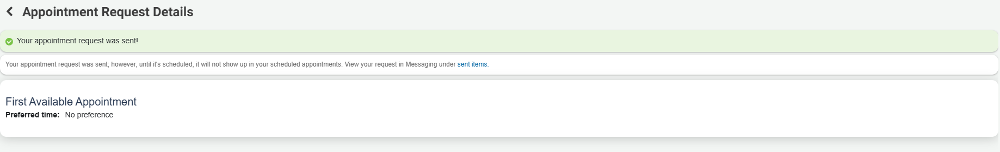 Appointment Request Details
Your appointment request was sent!
Your appointment request was sent; however, until it's scheduled, it will not show up in your scheduled appointments. View your request in Messaging under sent items.
First Available Appointment
Preferred time: No preference